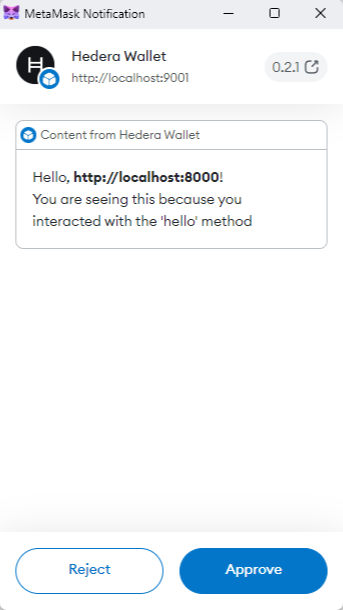 MetaMask Notification
Hedera Wallet
http://localhost:9001
0.2.1
Content from Hedera Wallet
Hello, http://localhost:8000!
You are seeing this because you
interacted with the 'hello' method
Reject
Approve